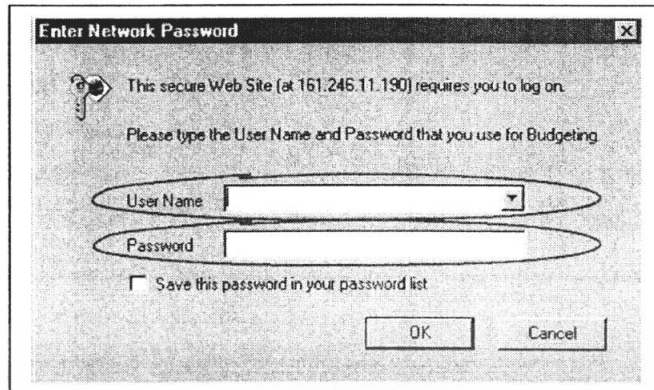 Enter Network Password
This secure Web Site (at 161.246.11.190) requires you to log on.
Please type the User Name and Password that you use for Budgeting.
User Name
Password
Save this password in your password list
OK Cancel